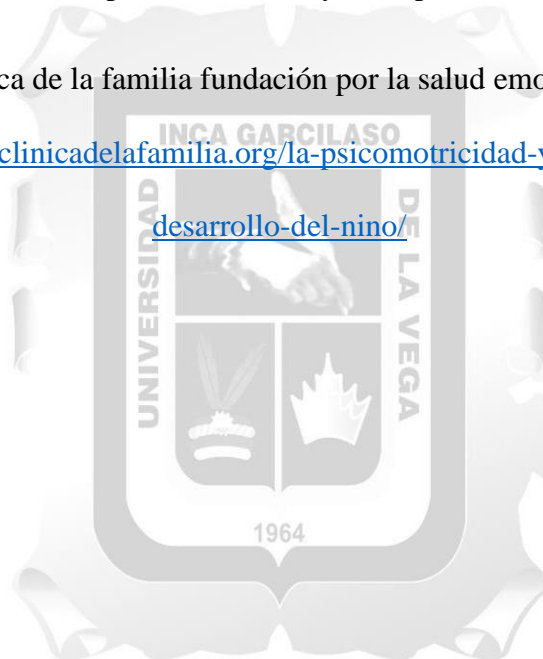 ca de la familia fundación por la salud emo
clinicadelafamilia.org/la-psicomotricidad-y
desarrollo-del-nino/
UNIVERSIDAD
INCA GARCILASO
DE LA VEGA
1964